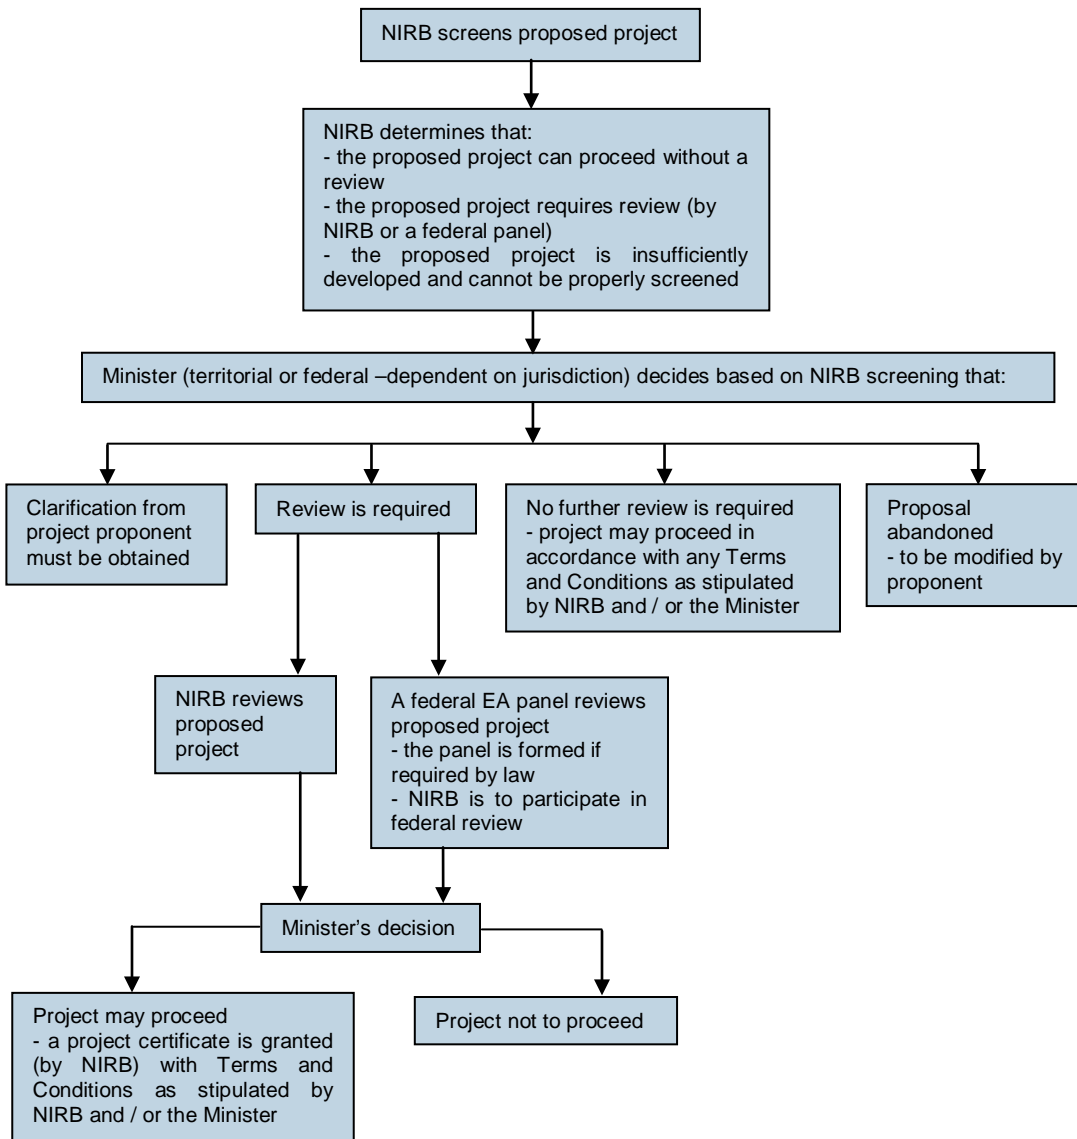 NIRB screens proposed project
NIRB determines that:
- the proposed project can proceed without a
review
- the proposed project requires review (by
NIRB or a federal panel)
- the proposed project is insufficiently
developed and cannot be properly screened
Minister (territorial or federal –dependent on jurisdiction) decides based on NIRB screening that:
Clarification from
project proponent
must be obtained
Review is required
No further review is required
- project may proceed in
accordance with any Terms
and Conditions as stipulated
by NIRB and / or the Minister
Proposal
abandoned
- to be modified by
proponent
NIRB reviews
proposed
project
A federal EA panel reviews
proposed project
- the panel is formed if
required by law
- NIRB is to participate in
federal review
Minister’s decision
Project may proceed
- a project certificate is granted
(by NIRB) with Terms and
Conditions as stipulated by
NIRB and / or the Minister
Project not to proceed